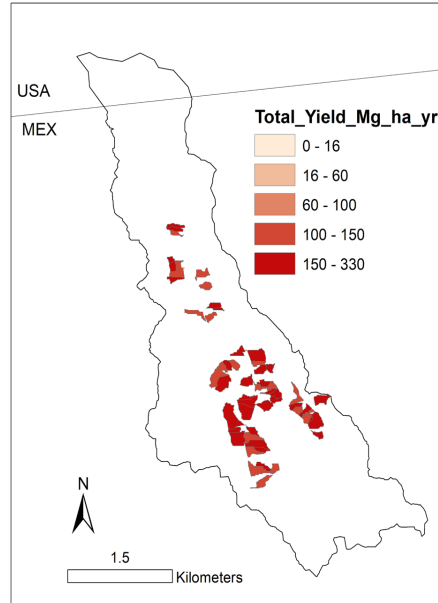 USA
MEX
Total_Yield_Mg_ha_yr
0 - 16
16 - 60
60 - 100
100 - 150
150 - 330
N
1.5
Kilometers